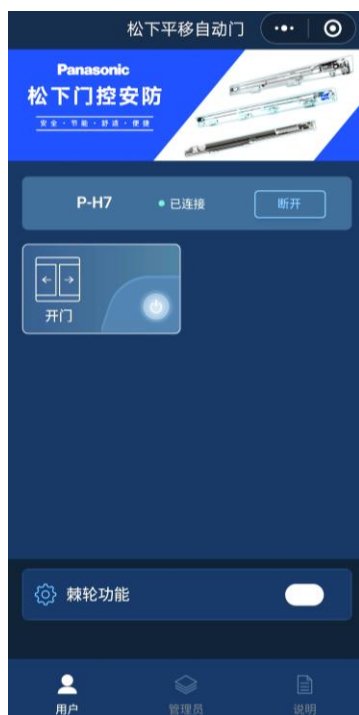 松下平移自动门
Panasonic
松下门控安防
安全·节能·舒适·便捷
P-H7
已连接
断开
开门
棘轮功能
用户
管理员
说明